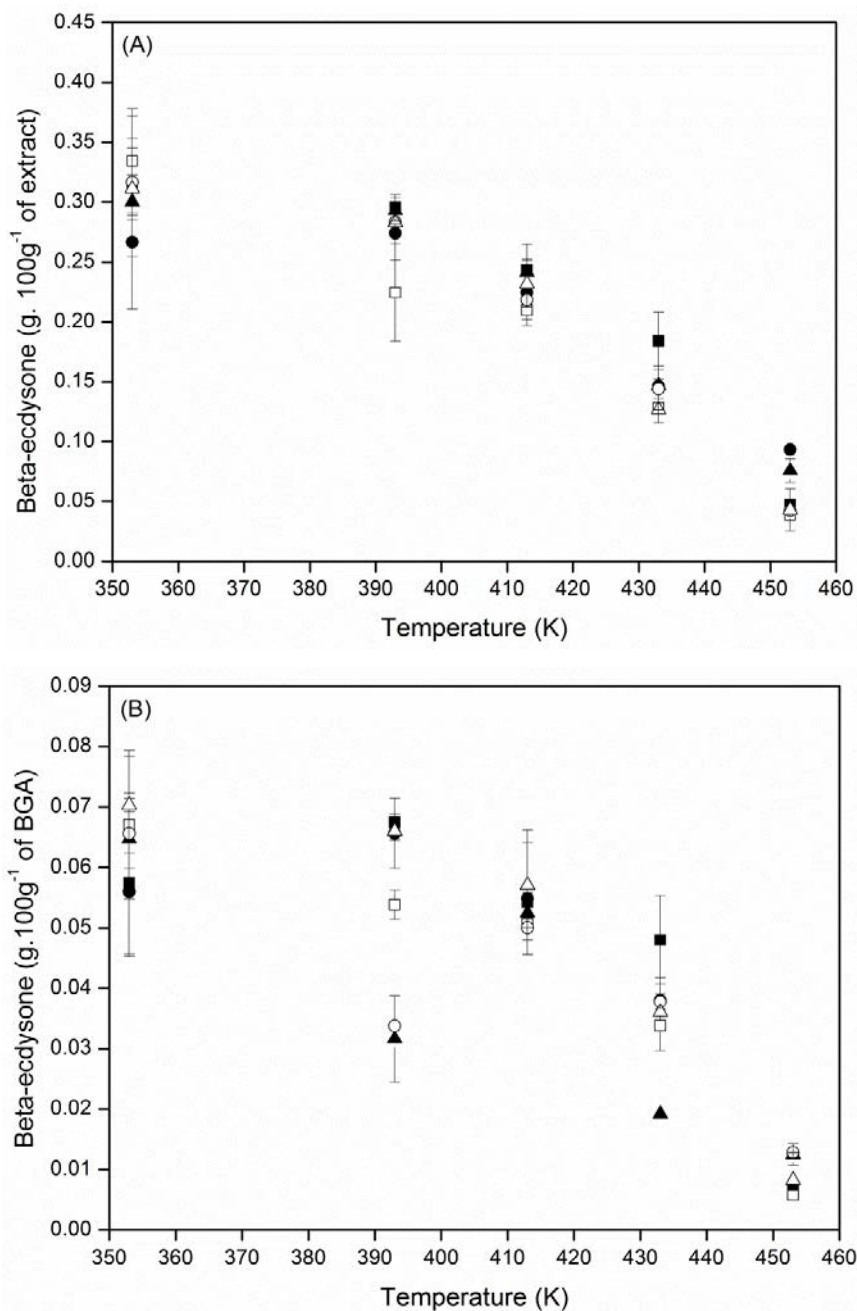 (A)
Beta-ecdysone (g. 100g⁻¹ of extract)
0.45
0.40
0.35
0.30
0.25
0.20
0.15
0.10
0.05
0.00
350 360 370 380 390 400 410 420 430 440 450 460
Temperature (K)
(B)
Beta-ecdysone (g.100g⁻¹ of BGA)
0.09
0.08
0.07
0.06
0.05
0.04
0.03
0.02
0.01
0.00
350 360 370 380 390 400 410 420 430 440 450 460
Temperature (K)